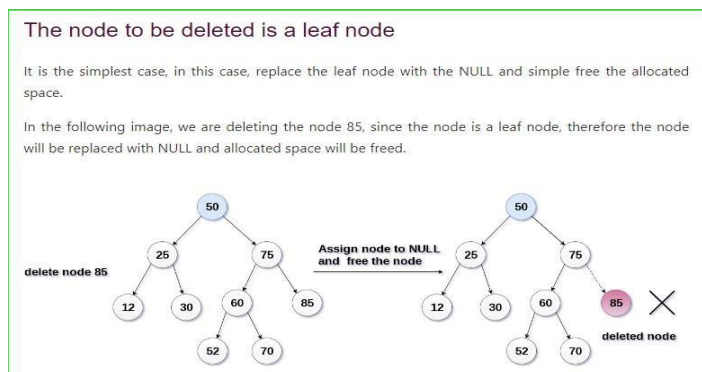 The node to be deleted is a leaf node
It is the simplest case, in this case, replace the leaf node with the NULL and simple free the allocated
space.
In the following image, we are deleting the node 85, since the node is a leaf node, therefore the node
will be replaced with NULL and allocated space will be freed.
50
25
75
delete node 85
12
30
60
85
52
70
Assign node to NULL
and free the node
50
25
75
12
30
60
85
deleted node
52
70